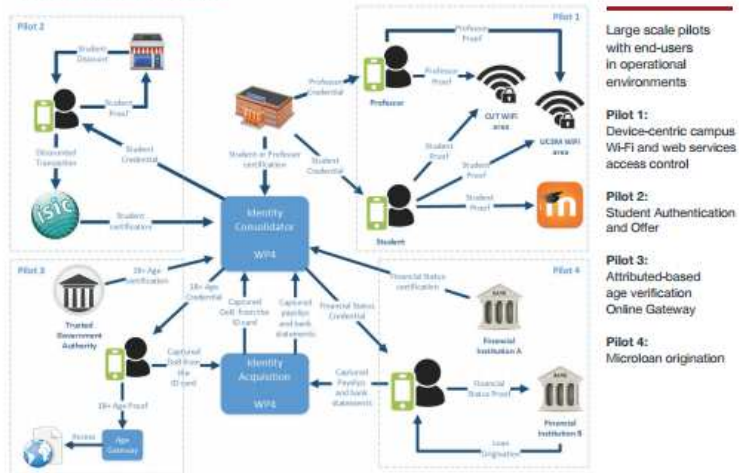 Pilot 2
Student
Discount
Student
Proof
Discounted
Transaction
Student
Credential
isic
Student
certification
Pilot 1
Professor
Proof
Professor
Credential
Professor
Proof
Professor
CUT WiFi
area
UC3M WiFi
area
Student or Professor
certification
Student
Credential
Student
Proof
Student
Proof
Student
Proof
Student
Identity
Consolidator
WP4
Pilot 3
18+ Age
certification
Trusted
Government
Authority
18+ Age
Credential
Captured
DoB from the
ID card
Captured
payslips
and bank
statements
Financial Status
Credential
Captured
DoB from
the
ID card
Identity
Acquisition
WP4
18+ Age Proof
Age
Gateway
Access
Pilot 4
Financial Status
certification
BANK
Financial
Institution A
Captured
Payslips
and bank
statements
Financial
Status Proof
BANK
Financial
Institution B
Loan
Origination
Large scale pilots
with end-users
in operational
environments
Pilot 1:
Device-centric campus
Wi-Fi and web services
access control
Pilot 2:
Student Authentication
and Offer
Pilot 3:
Attributed-based
age verification
Online Gateway
Pilot 4:
Microloan origination